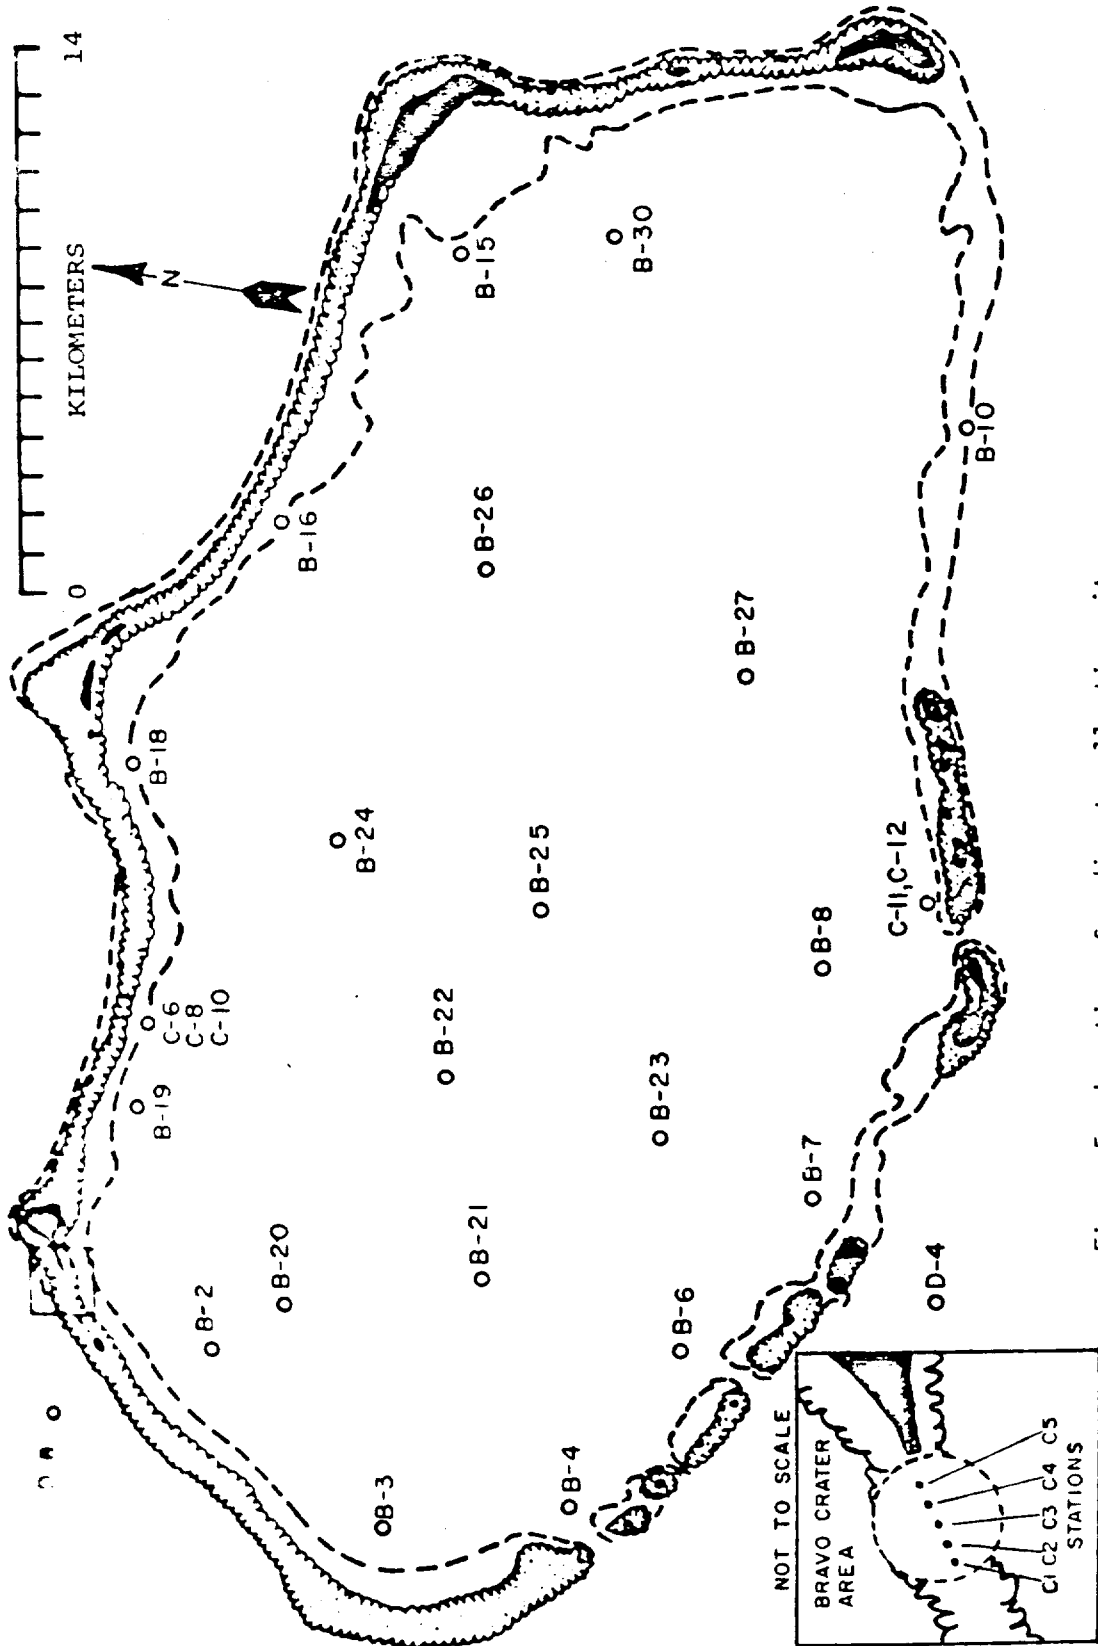 0
14
KILOMETERS
N
B-15
B-30
B-16
B-26
B-10
B-18
B-27
B-24
B-25
C-6
C-8
C-10
B-22
B-8
C-11, C-12
B-19
B-23
B-7
B-20
B-21
B-2
B-6
D-4
B-3
B-4
NOT TO SCALE
BRAVO CRATER
AREA
C1 C2 C3 C4 C5
STATIONS